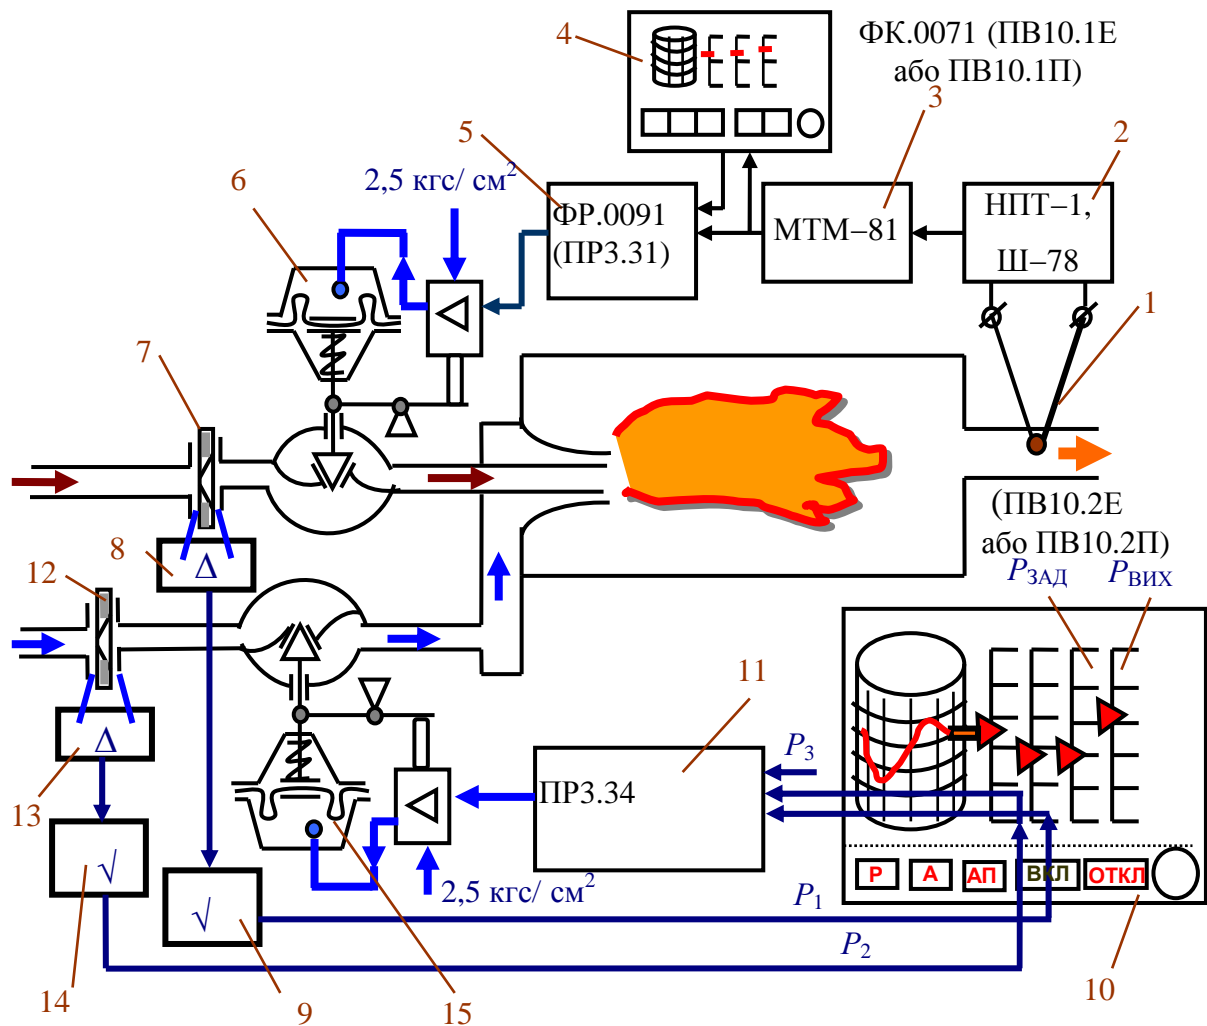 4
ФК.0071 (ПВ10.1Е
або ПВ10.1П)
3
2
5
6
2,5 кгс/ см²
ФР.0091
(ПР3.31)
МТМ–81
НПТ–1,
Ш–78
1
7
(ПВ10.2Е
або ПВ10.2П)
8
Δ
12
PЗАД
PВИХ
11
Δ
13
ПР3.34
P3
√
√
2,5 кгс/ см²
Р
А
АП
ВКЛ
ОТКЛ
P1
P2
14
9
15
10